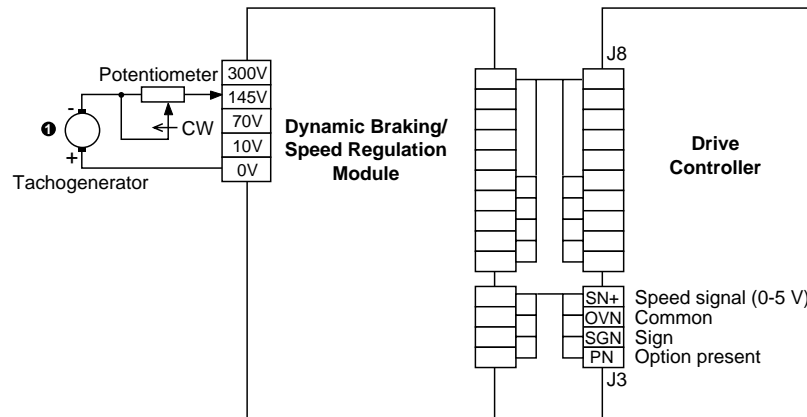 J8
Potentiometer
300V
145V
70V
10V
0V
- 
❶
+
CW
Tachogenerator
Dynamic Braking/
Speed Regulation
Module
Drive
Controller
SN+ Speed signal (0-5 V)
OVN Common
SGN Sign
PN Option present
J3